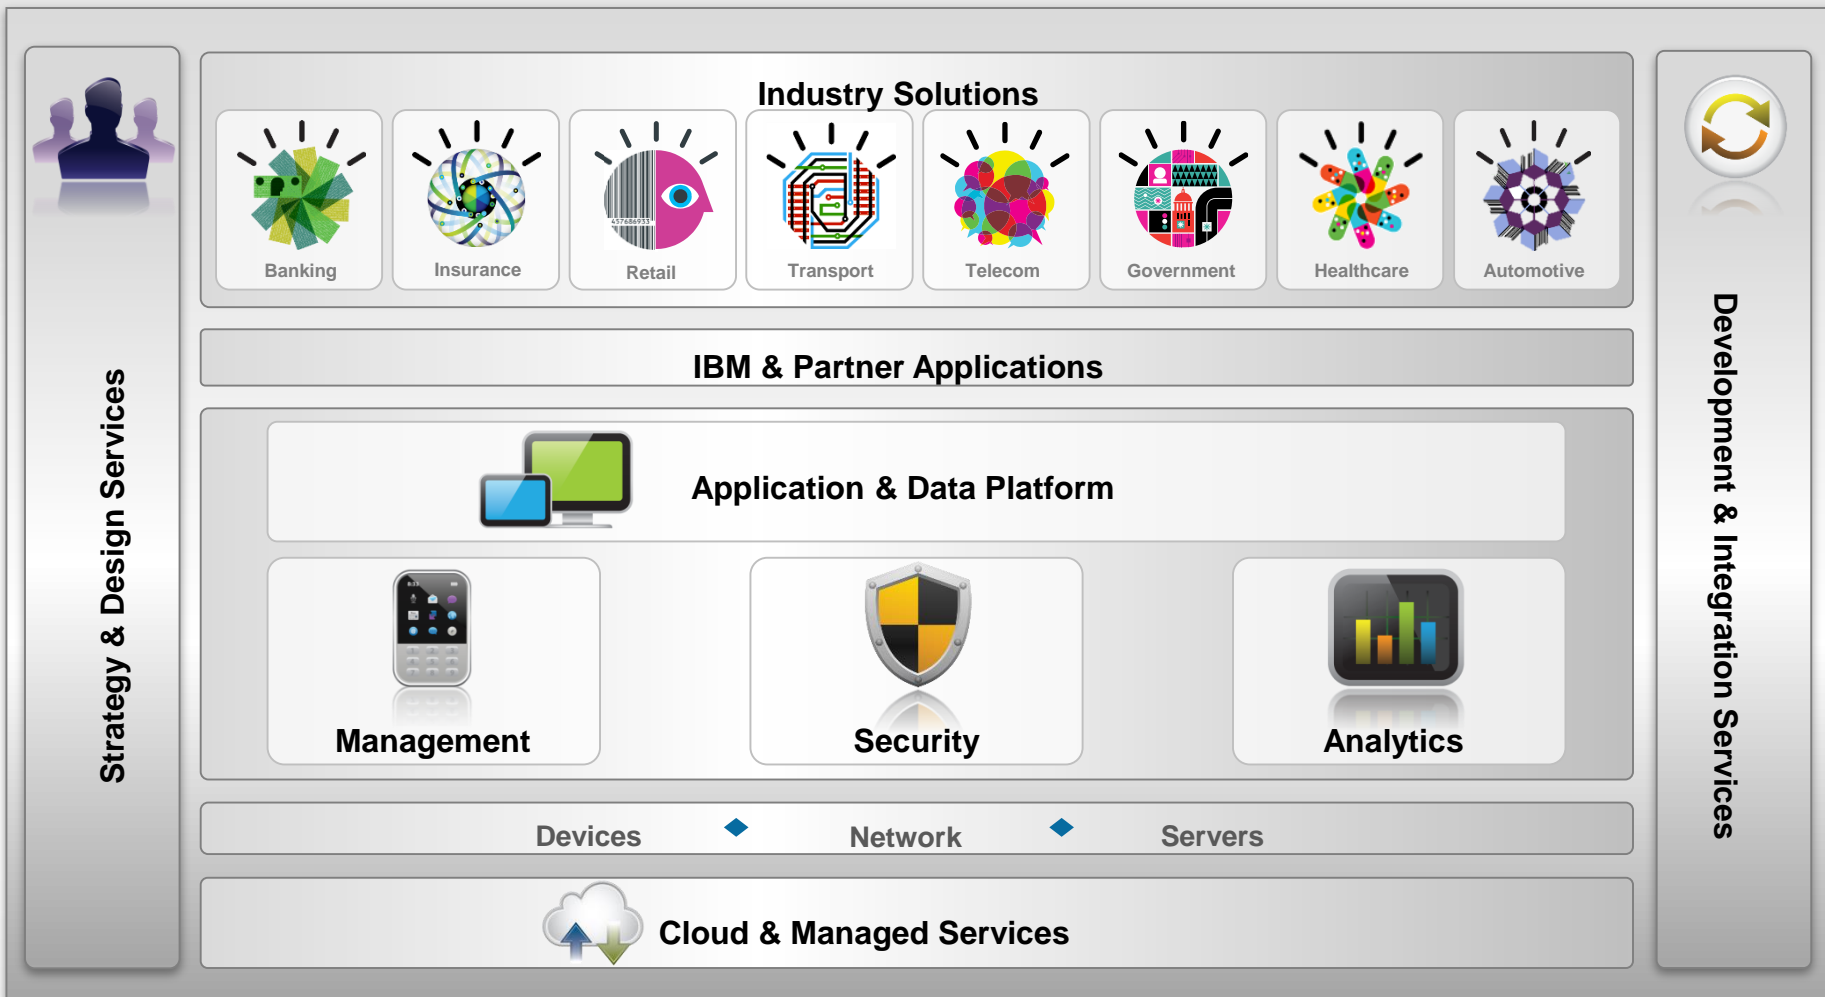 Industry Solutions
Banking
Insurance
Retail
457686933
Transport
Telecom
Government
Healthcare
Automotive
Strategy & Design Services
Development & Integration Services
IBM & Partner Applications
Application & Data Platform
Management
Security
Analytics
Devices
Network
Servers
Cloud & Managed Services